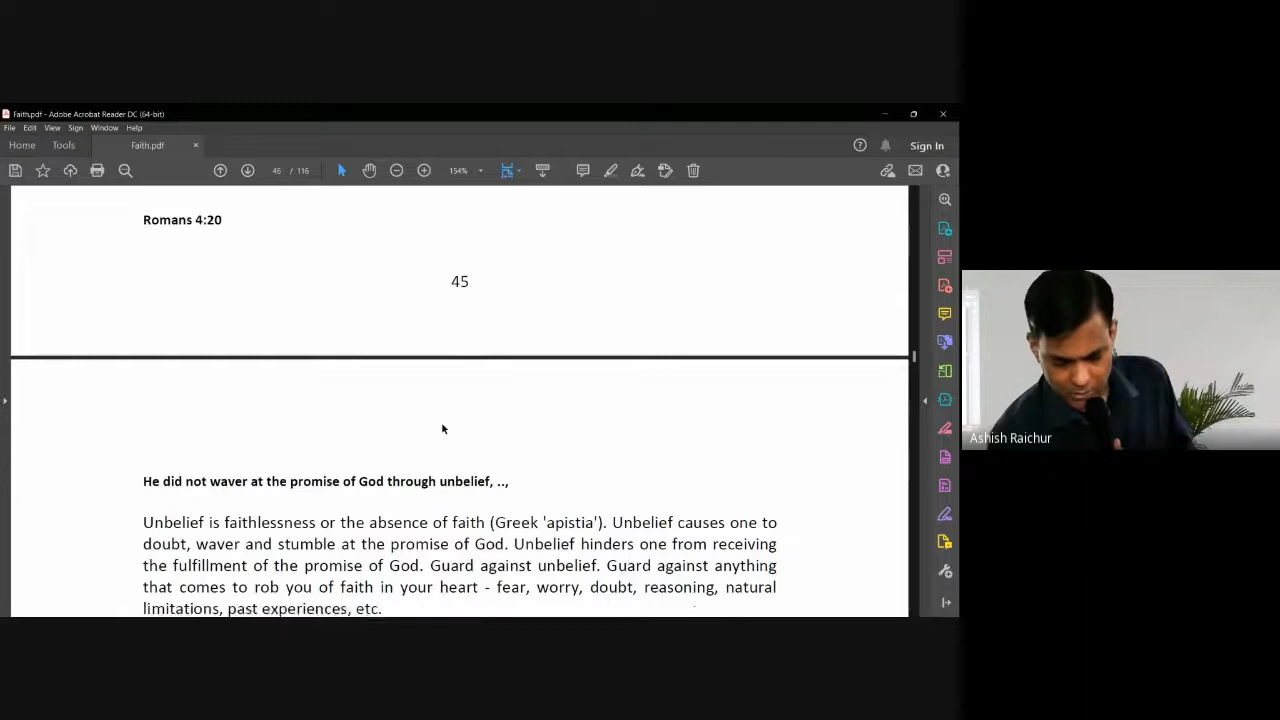 Faith.pdf - Adobe Acrobat Reader DC (64-bit)
File Edit View Sign Window Help
Home Tools Faith.pdf × Sign In
46 / 116 154%
Romans 4:20
45
He did not waver at the promise of God through unbelief, ..,
Unbelief is faithlessness or the absence of faith (Greek 'apistia'). Unbelief causes one to
doubt, waver and stumble at the promise of God. Unbelief hinders one from receiving
the fulfillment of the promise of God. Guard against unbelief. Guard against anything
that comes to rob you of faith in your heart - fear, worry, doubt, reasoning, natural
limitations, past experiences, etc.
Ashish Raichur